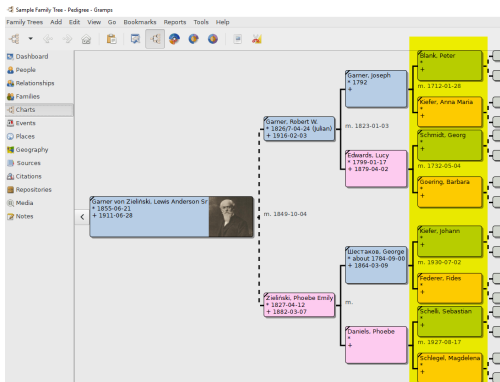 Sample Family Tree - Pedigree - Gramps
Family Trees Add Edit View Go Bookmarks Reports Tools Help
Dashboard
People
Relationships
Families
Charts
Events
Places
Geography
Sources
Citations
Repositories
Media
Notes
Garner von Zieliński, Lewis Anderson Sr
* 1855-06-21
+ 1911-06-28
m. 1849-10-04
Garner, Robert W.
* 1826/7-04-24 (Julian)
+ 1916-02-03
Zieliński, Phoebe Emily
* 1827-04-12
+ 1882-03-07
Garner, Joseph
* 1792
+
m. 1823-01-03
Edwards, Lucy
* 1799-01-17
+ 1879-04-02
Шестаков, George
* about 1784-09-00
+ 1864-03-09
m.
Daniels, Phoebe
*
+
Blank, Peter
*
+
m. 1712-01-28
Kiefer, Anna Maria
*
+
Schmidt, Georg
*
+
m. 1732-05-04
Goering, Barbara
*
+
Kiefer, Johann
*
+
m. 1930-07-02
Federer, Fides
*
+
Schelli, Sebastian
*
+
m. 1927-08-17
Schlegel, Magdelena
*
+